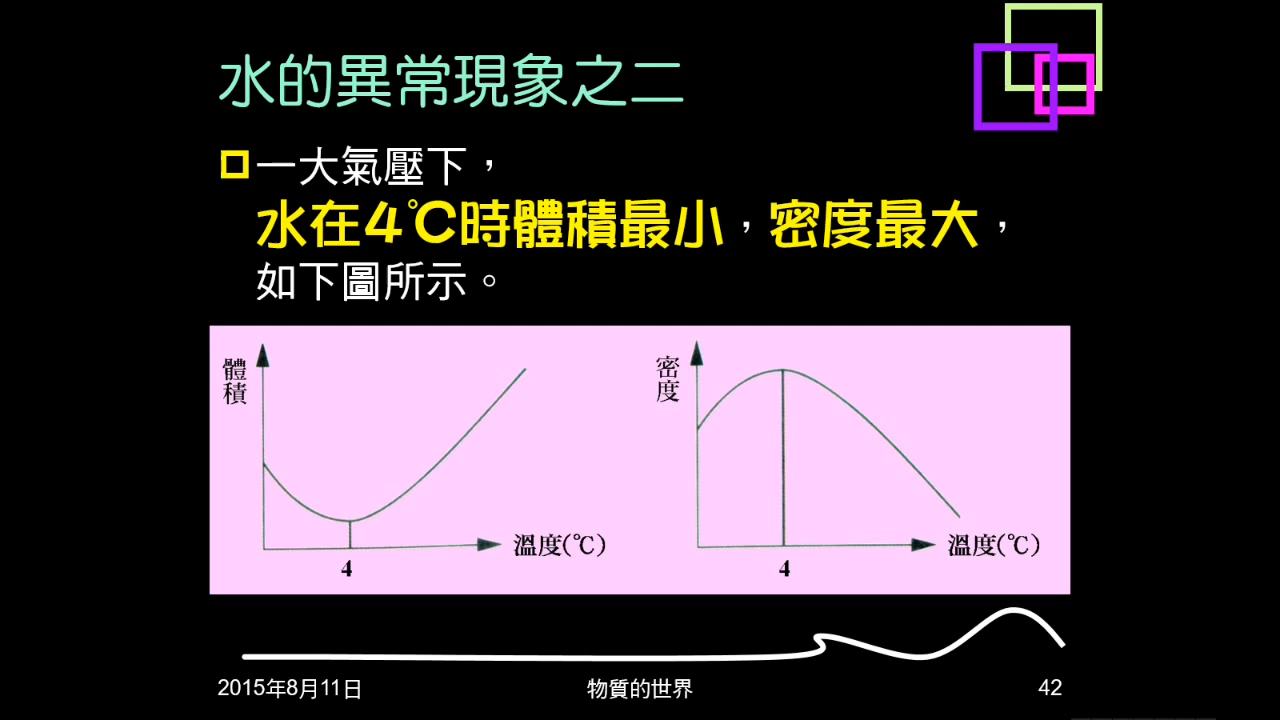 水的異常現象之二
一大氣壓下，
水在4℃時體積最小，密度最大，
如下圖所示。
體積
溫度(℃)
4
密度
溫度(℃)
4
2015年8月11日
物質的世界
42